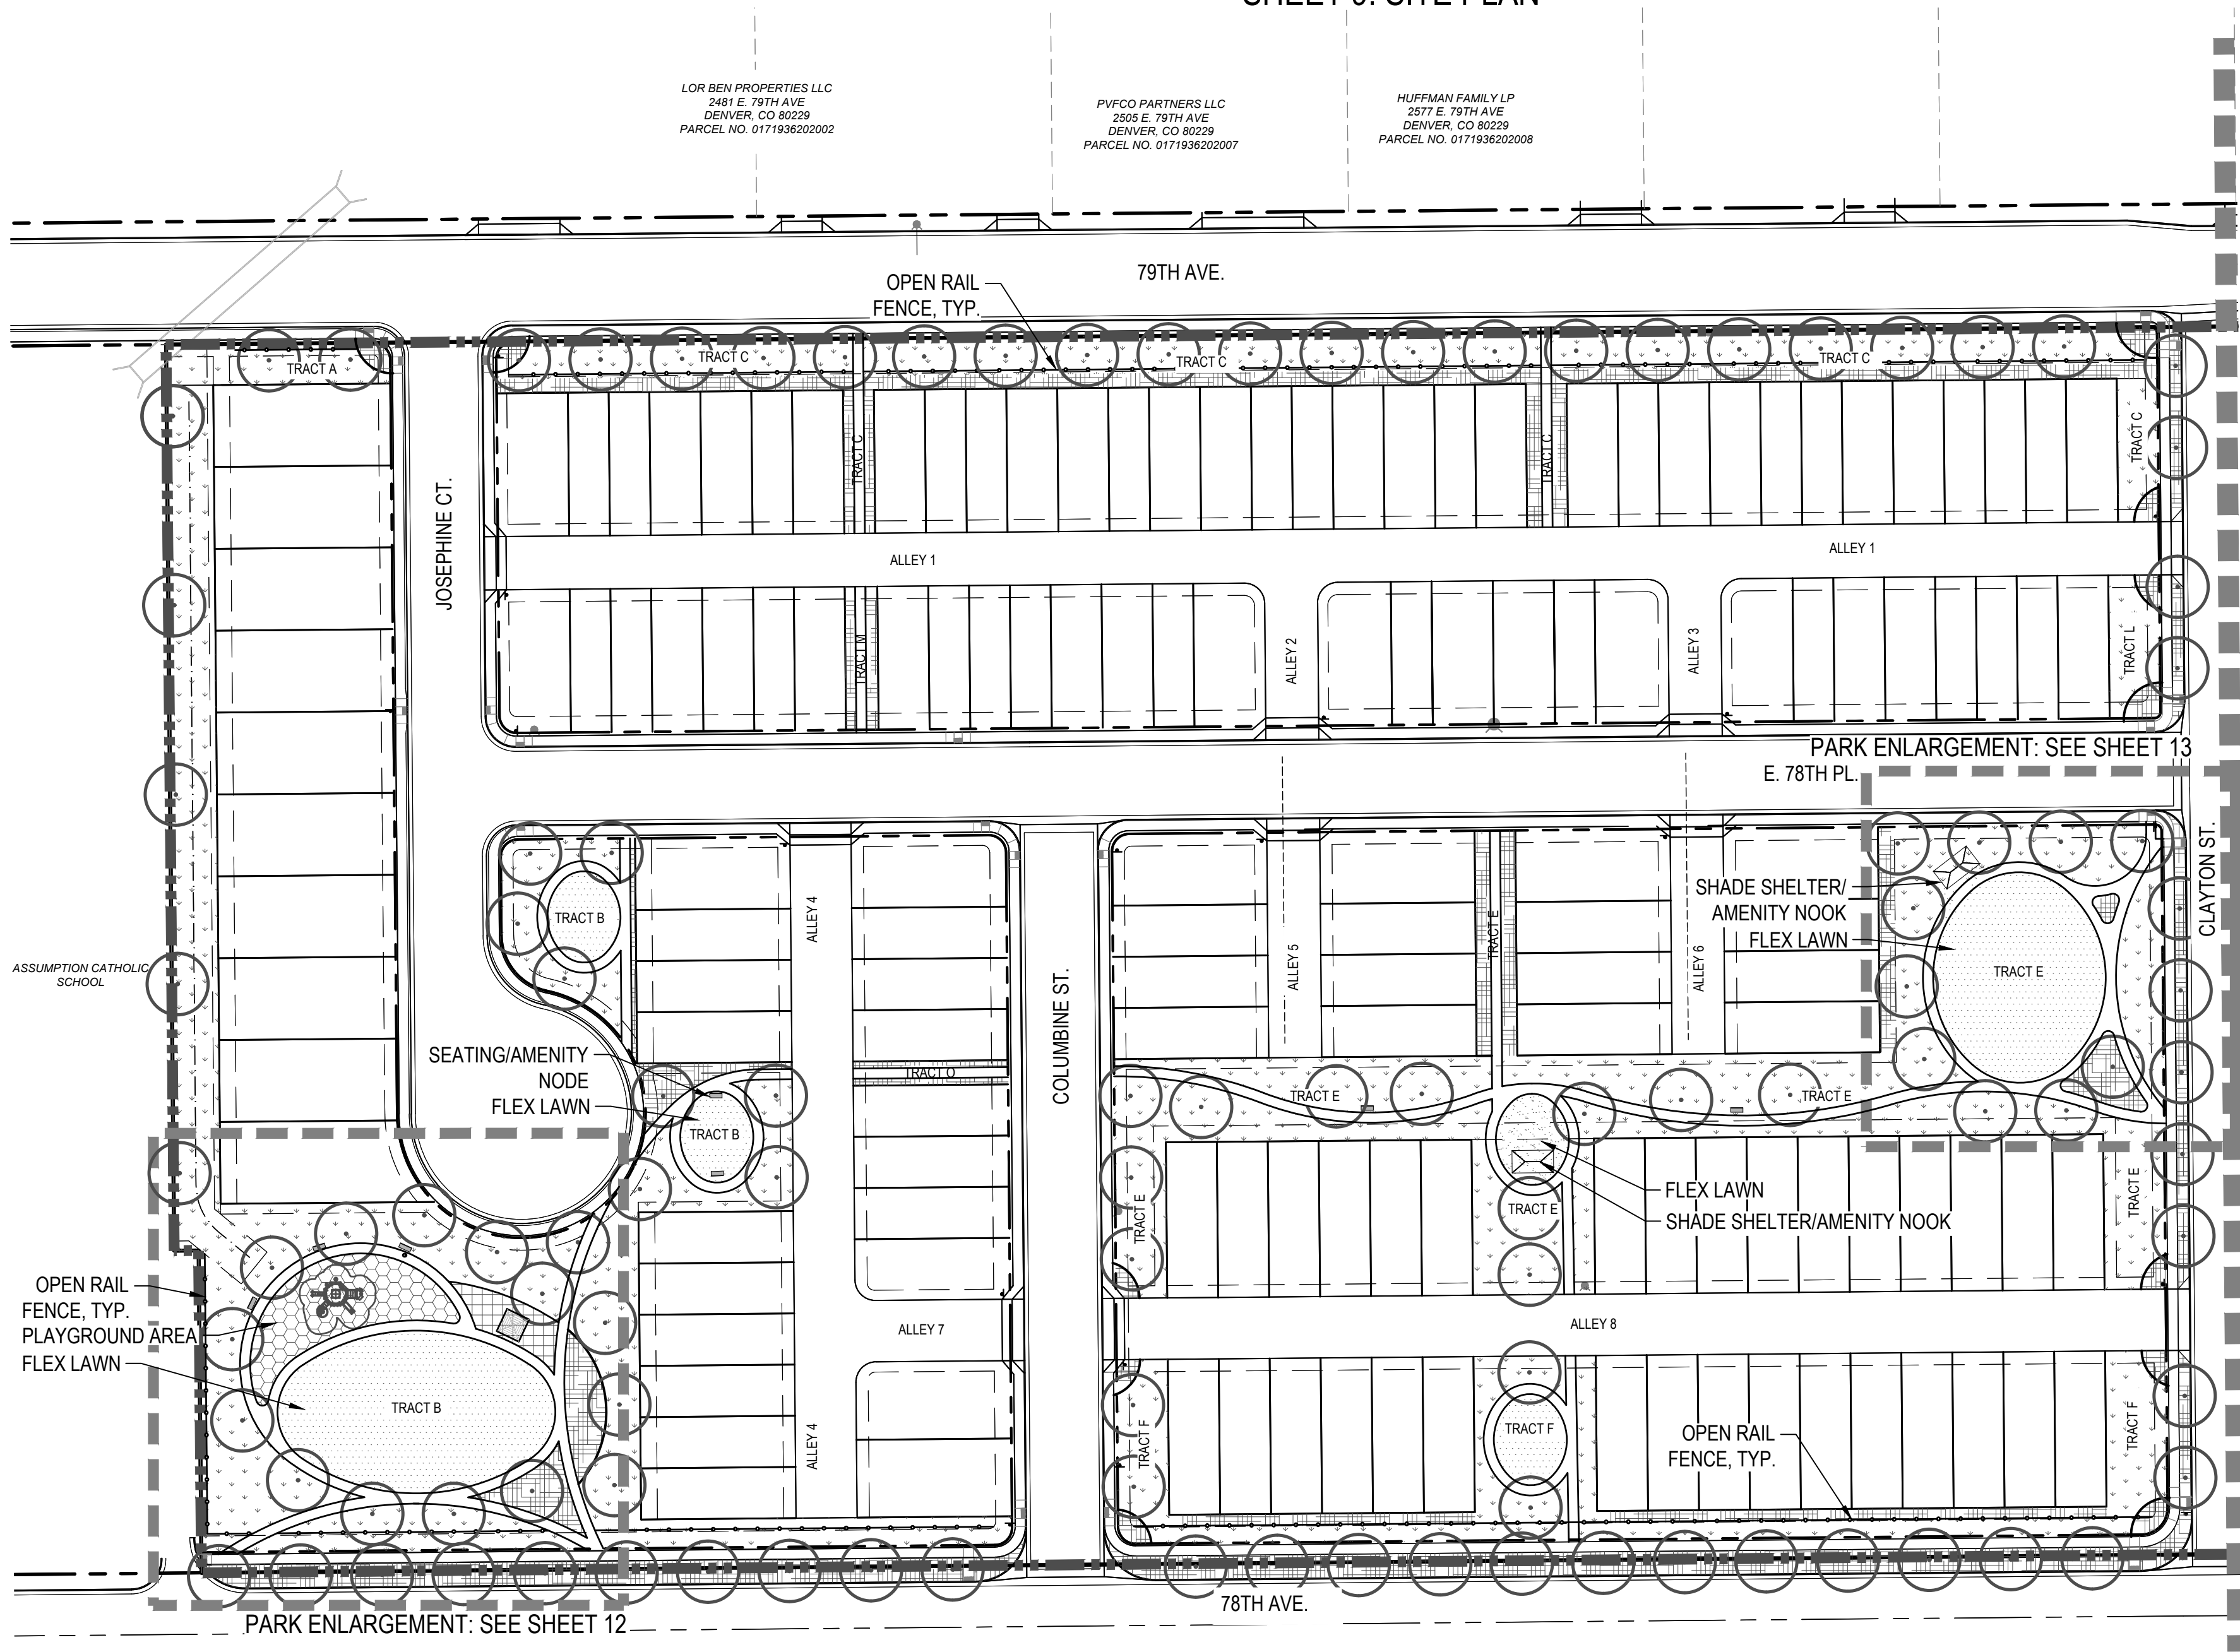 SHEET 9: SITE PLAN
LOR BEN PROPERTIES LLC
2481 E. 79TH AVE
DENVER, CO 80229
PARCEL NO. 0171936202002
PVFCO PARTNERS LLC
2505 E. 79TH AVE
DENVER, CO 80229
PARCEL NO. 0171936202007
HUFFMAN FAMILY LP
2577 E. 79TH AVE
DENVER, CO 80229
PARCEL NO. 0171936202008
79TH AVE.
OPEN RAIL
FENCE, TYP.
TRACT A
TRACT C
TRACT C
TRACT C
TRACT C
TRACT C
TRACT C
JOSEPHINE CT.
ALLEY 1
ALLEY 1
TRACT M
ALLEY 2
ALLEY 3
TRACT L
PARK ENLARGEMENT: SEE SHEET 13
E. 78TH PL.
CLAYTON ST.
SHADE SHELTER/
AMENITY NOOK
FLEX LAWN
TRACT E
TRACT B
ALLEY 4
ALLEY 5
TRACT E
ALLEY 6
ASSUMPTION CATHOLIC
SCHOOL
COLUMBINE ST.
SEATING/AMENITY
NODE
FLEX LAWN
TRACT O
TRACT B
TRACT E
TRACT E
FLEX LAWN
SHADE SHELTER/AMENITY NOOK
TRACT E
TRACT E
TRACT E
OPEN RAIL
FENCE, TYP.
PLAYGROUND AREA
FLEX LAWN
TRACT B
ALLEY 7
ALLEY 8
ALLEY 4
TRACT F
TRACT F
TRACT F
OPEN RAIL
FENCE, TYP.
78TH AVE.
PARK ENLARGEMENT: SEE SHEET 12